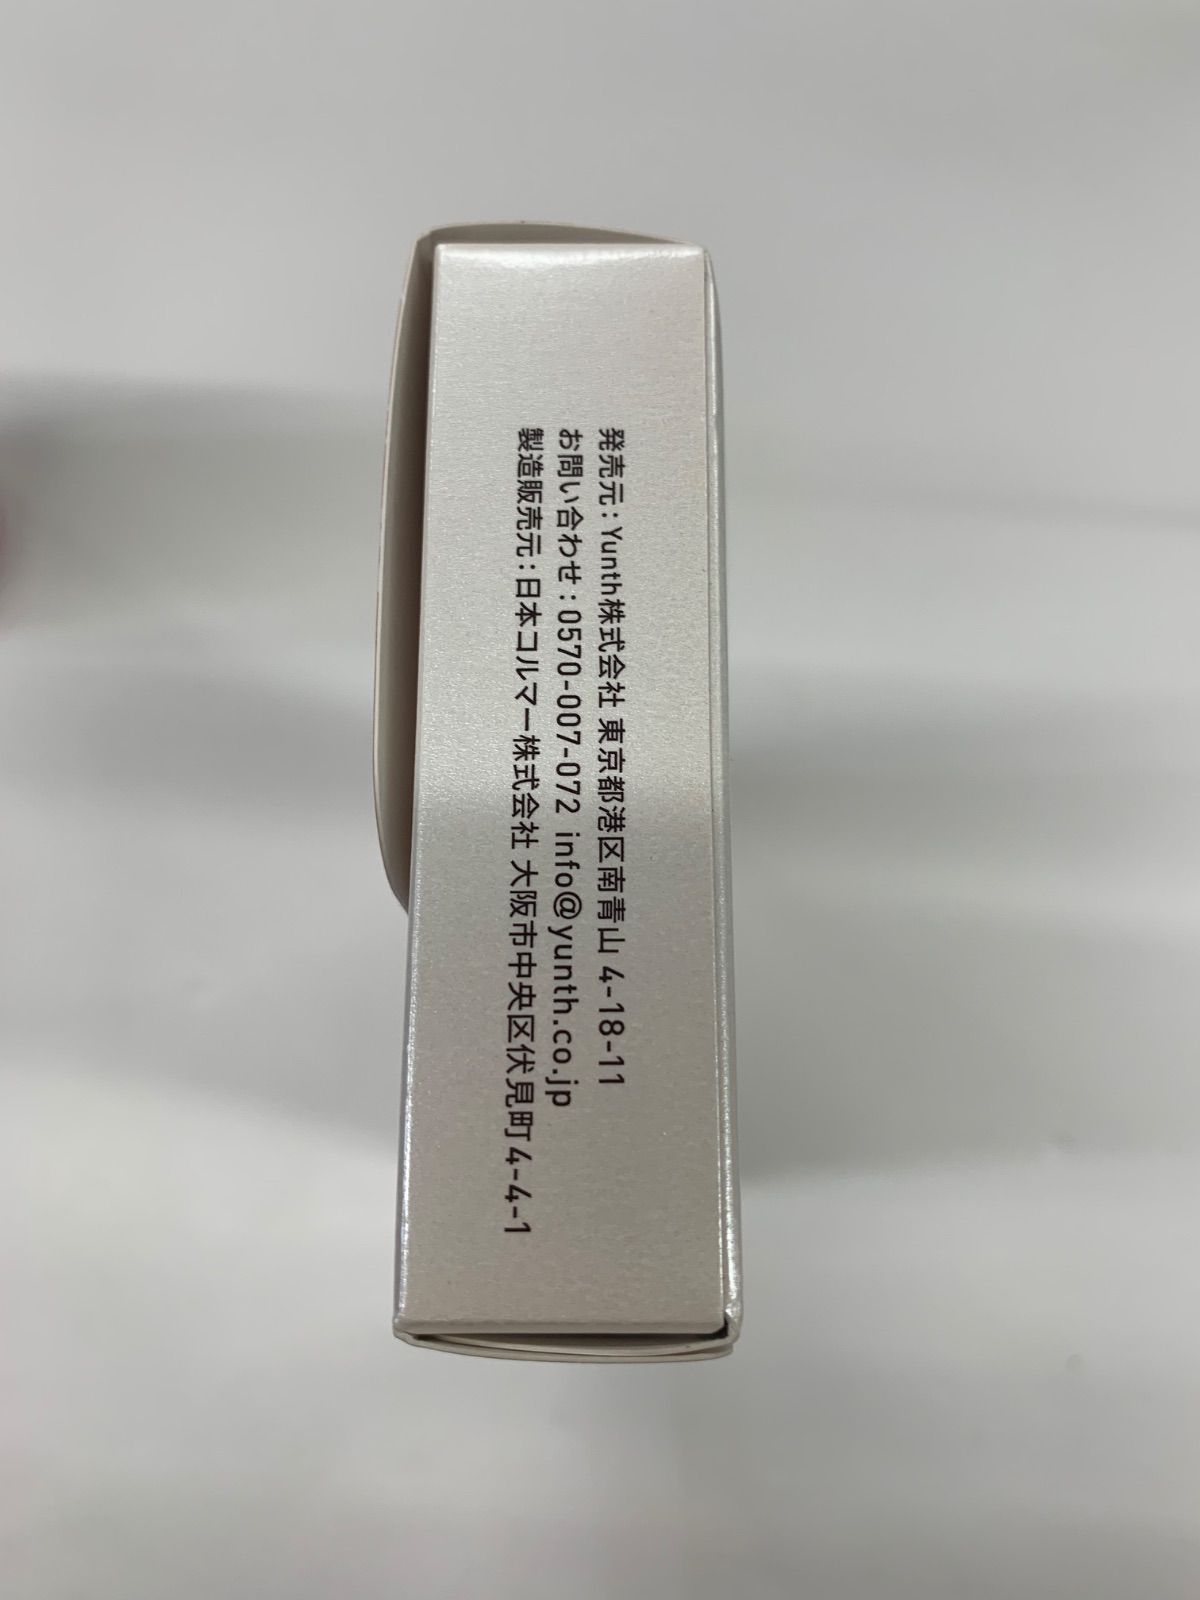 発売元：Yunth株式会社 東京都港区南青山 4-18-11
お問い合わせ：0570-007-072 info@yunth.co.jp
製造販売元：日本コルマー株式会社 大阪市中央区伏見町4-4-1